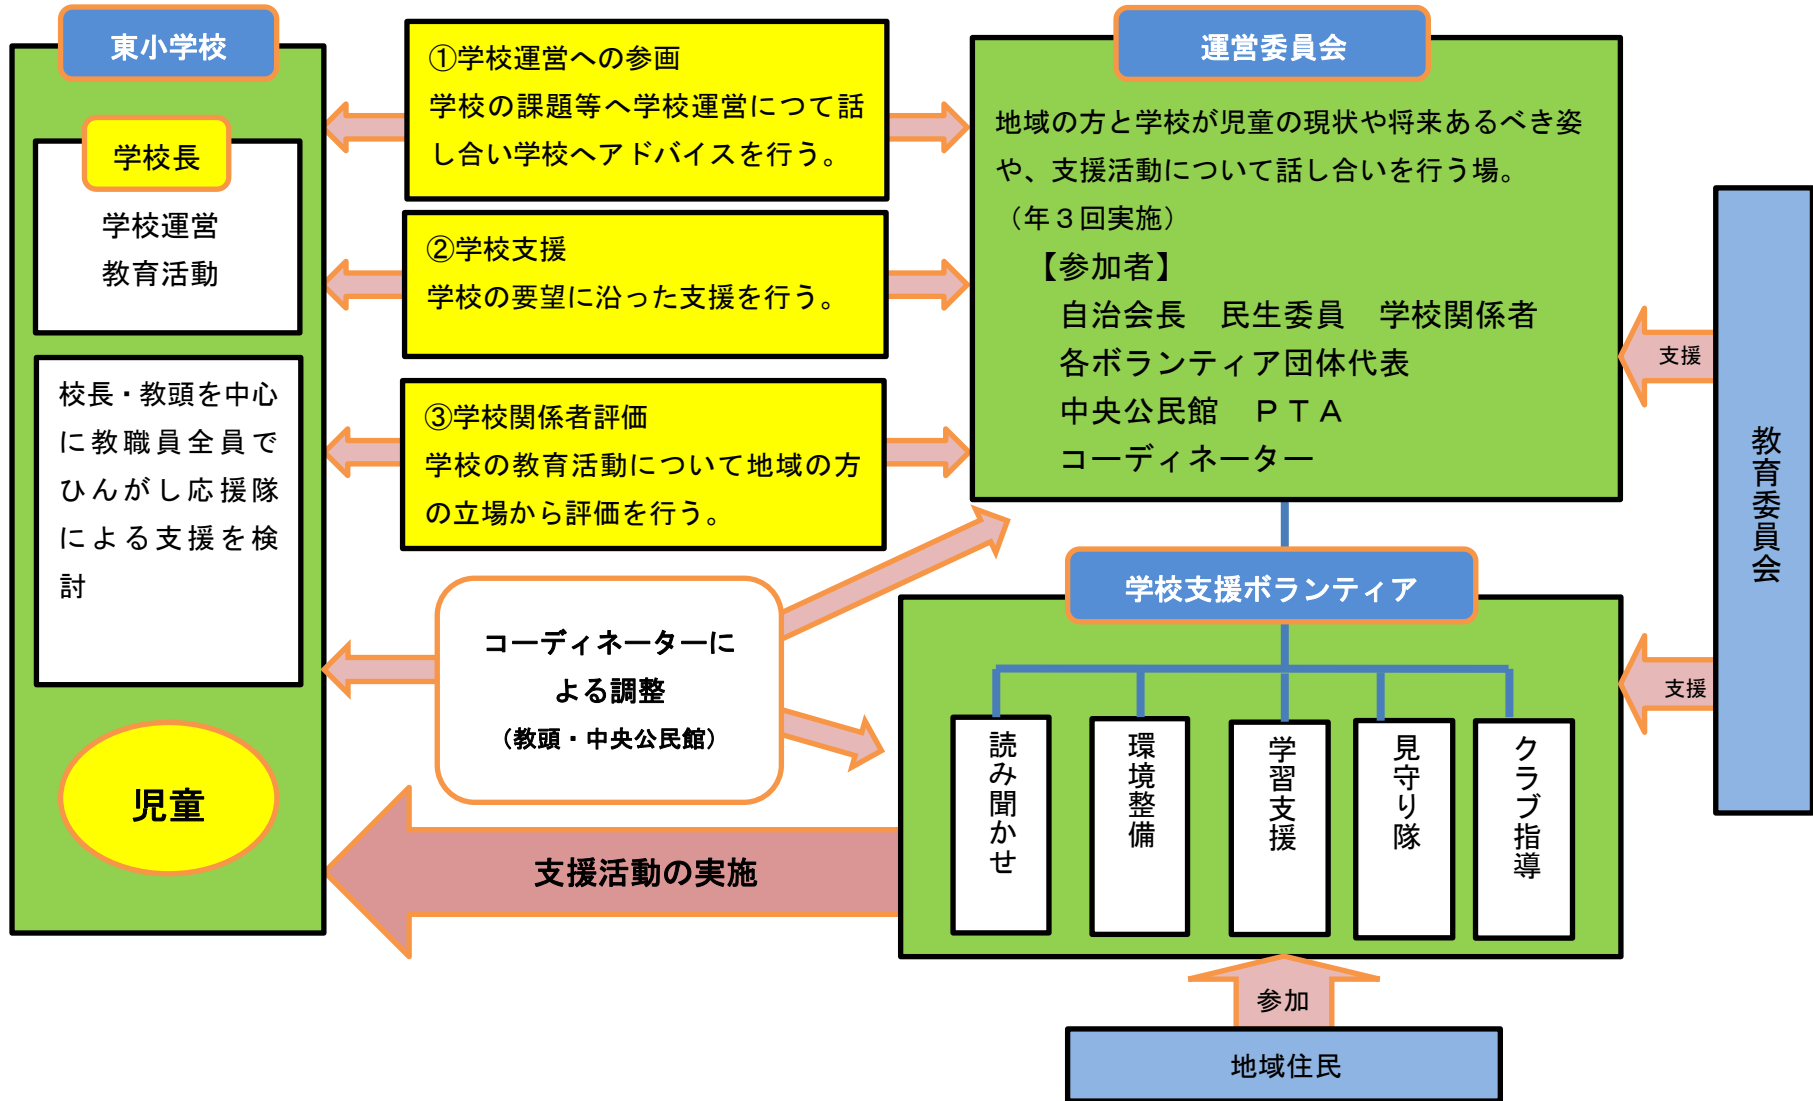 東小学校
学校長
学校運営
教育活動
校長・教頭を中心
に教職員全員で
ひんがし応援隊
による支援を検
討
児童
①学校運営への参画
学校の課題等へ学校運営につて話
し合い学校へアドバイスを行う。
②学校支援
学校の要望に沿った支援を行う。
③学校関係者評価
学校の教育活動について地域の方
の立場から評価を行う。
コーディネーターに
よる調整
（教頭・中央公民館）
支援活動の実施
運営委員会
地域の方と学校が児童の現状や将来あるべき姿
や、支援活動について話し合いを行う場。
（年３回実施）
【参加者】
自治会長　民生委員　学校関係者
各ボランティア団体代表
中央公民館　ＰＴＡ
コーディネーター
学校支援ボランティア
読み聞かせ
環境整備
学習支援
見守り隊
クラブ指導
支援
支援
教育委員会
参加
地域住民